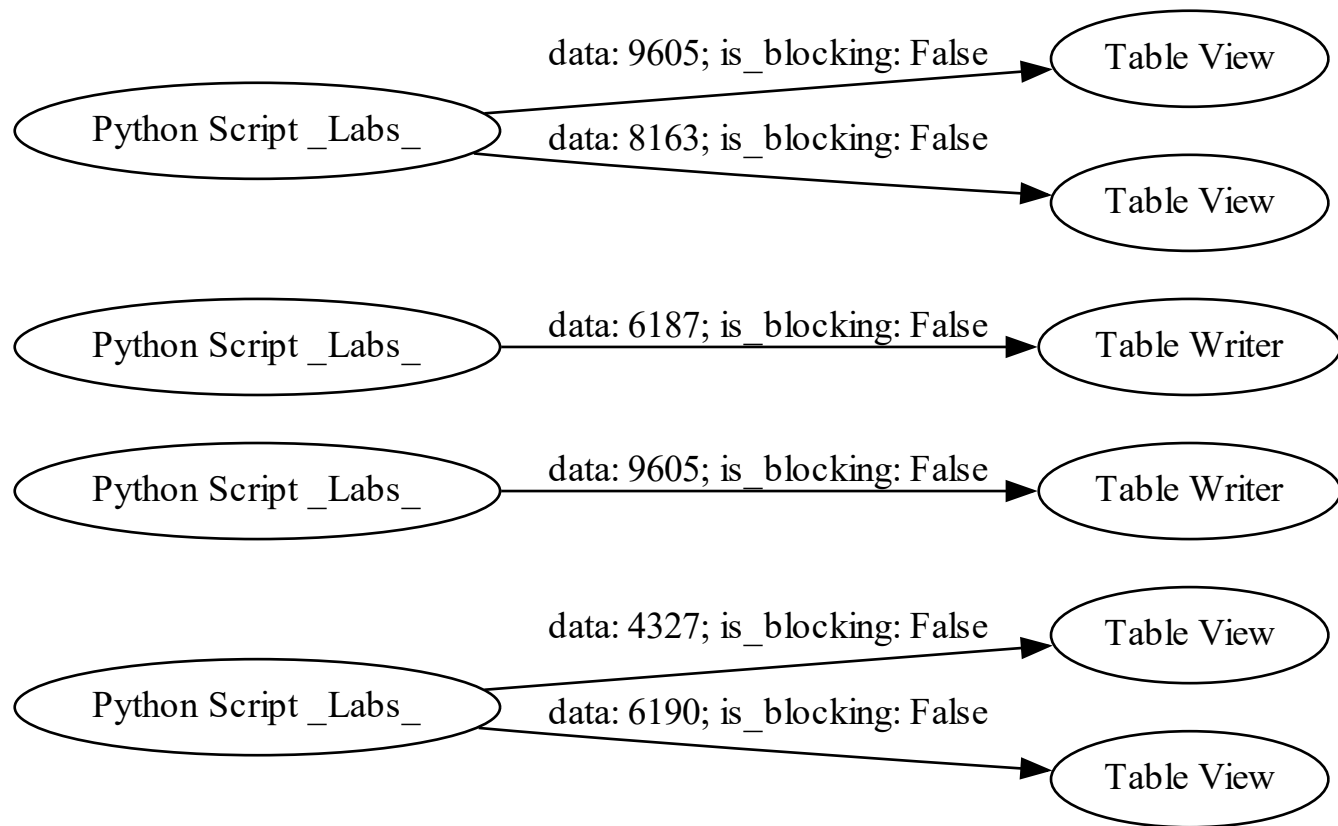 data: 9605; is_blocking: False
Table View
Python Script _Labs_
data: 8163; is_blocking: False
Table View
data: 6187; is_blocking: False
Python Script _Labs_
Table Writer
data: 9605; is_blocking: False
Python Script _Labs_
Table Writer
data: 4327; is_blocking: False
Table View
Python Script _Labs_
data: 6190; is_blocking: False
Table View